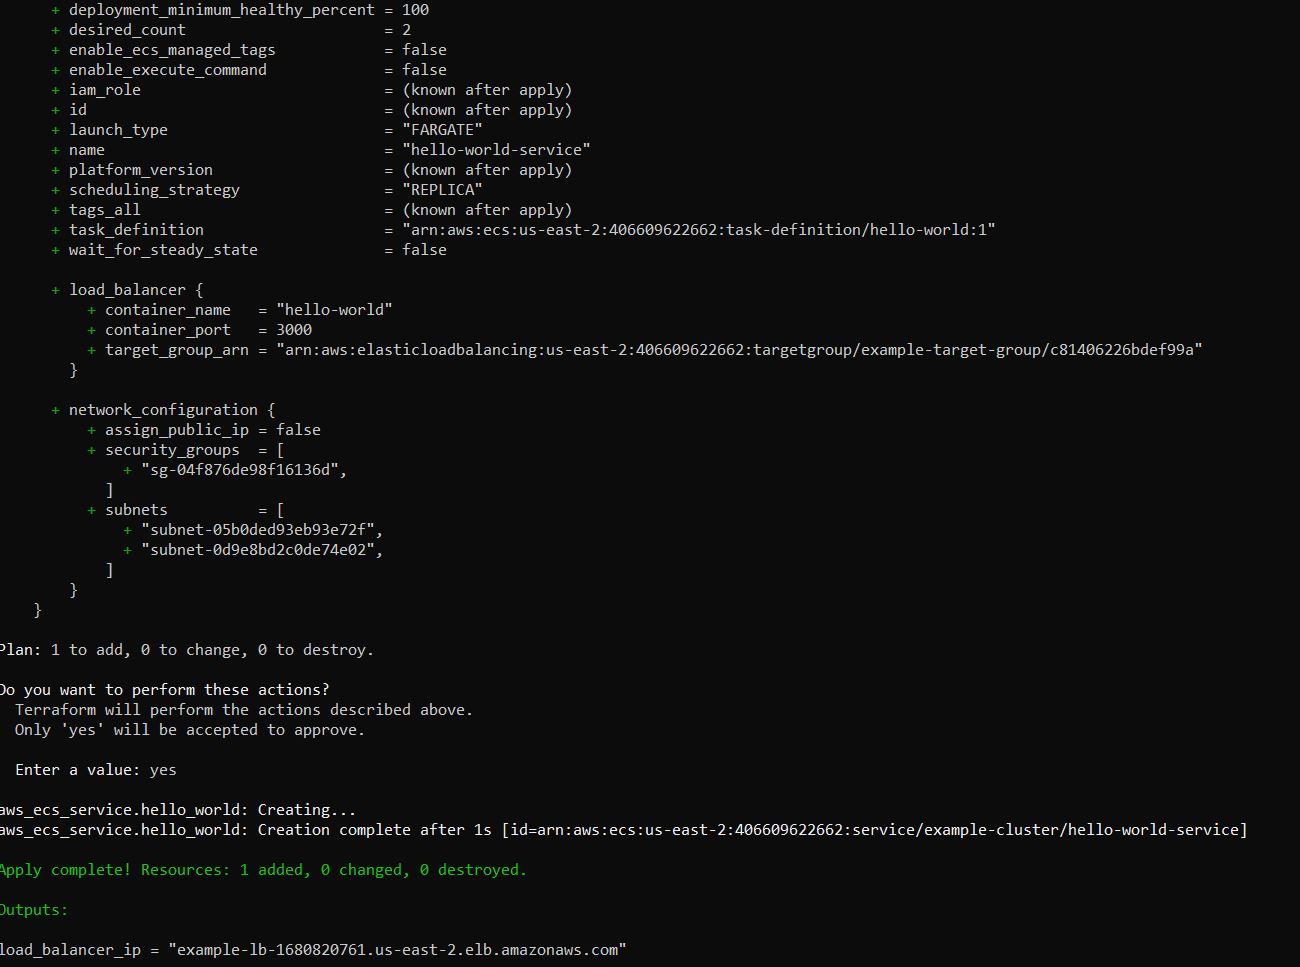 + deployment_minimum_healthy_percent = 100
+ desired_count = 2
+ enable_ecs_managed_tags = false
+ enable_execute_command = false
+ iam_role = (known after apply)
+ id = (known after apply)
+ launch_type = "FARGATE"
+ name = "hello-world-service"
+ platform_version = (known after apply)
+ scheduling_strategy = "REPLICA"
+ tags_all = (known after apply)
+ task_definition = "arn:aws:ecs:us-east-2:406609622662:task-definition/hello-world:1"
+ wait_for_steady_state = false
+ load_balancer {
+ container_name = "hello-world"
+ container_port = 3000
+ target_group_arn = "arn:aws:elasticloadbalancing:us-east-2:406609622662:targetgroup/example-target-group/c81406226bdef99a"
}
+ network_configuration {
+ assign_public_ip = false
+ security_groups = [
+ "sg-04f876de98f16136d",
]
+ subnets = [
+ "subnet-05b0ded93eb93e72f",
+ "subnet-0d9e8bd2c0de74e02",
]
}
}
Plan: 1 to add, 0 to change, 0 to destroy.
Do you want to perform these actions?
Terraform will perform the actions described above.
Only 'yes' will be accepted to approve.
Enter a value: yes
aws_ecs_service.hello_world: Creating...
aws_ecs_service.hello_world: Creation complete after 1s [id=arn:aws:ecs:us-east-2:406609622662:service/example-cluster/hello-world-service]
Apply complete! Resources: 1 added, 0 changed, 0 destroyed.
Outputs:
load_balancer_ip = "example-lb-1680820761.us-east-2.elb.amazonaws.com"